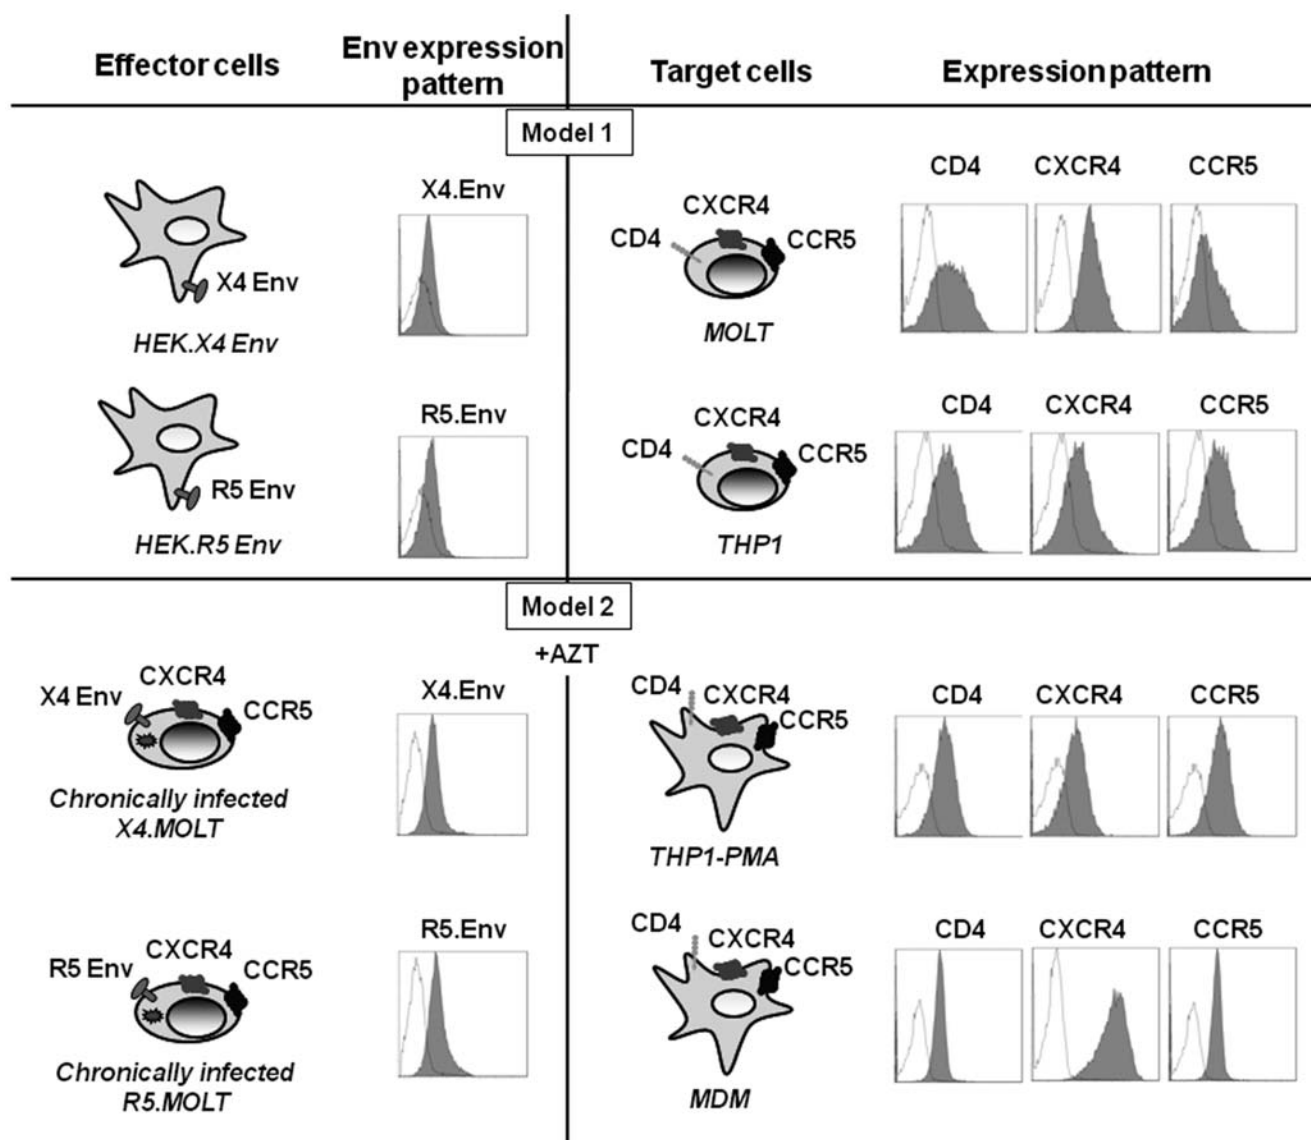 Effector cells
Env expression
pattern
Target cells
Expression pattern
Model 1
X4 Env
HEK.X4 Env
X4.Env
CXCR4
CD4
CCR5
MOLT
CD4
CXCR4
CCR5
R5 Env
HEK.R5 Env
R5.Env
CXCR4
CD4
CCR5
THP1
CD4
CXCR4
CCR5
Model 2
+AZT
CXCR4
X4 Env
CCR5
Chronically infected
X4.MOLT
X4.Env
CD4
CXCR4
CCR5
THP1-PMA
CD4
CXCR4
CCR5
CXCR4
R5 Env
CCR5
Chronically infected
R5.MOLT
R5.Env
CD4
CXCR4
CCR5
MDM
CD4
CXCR4
CCR5